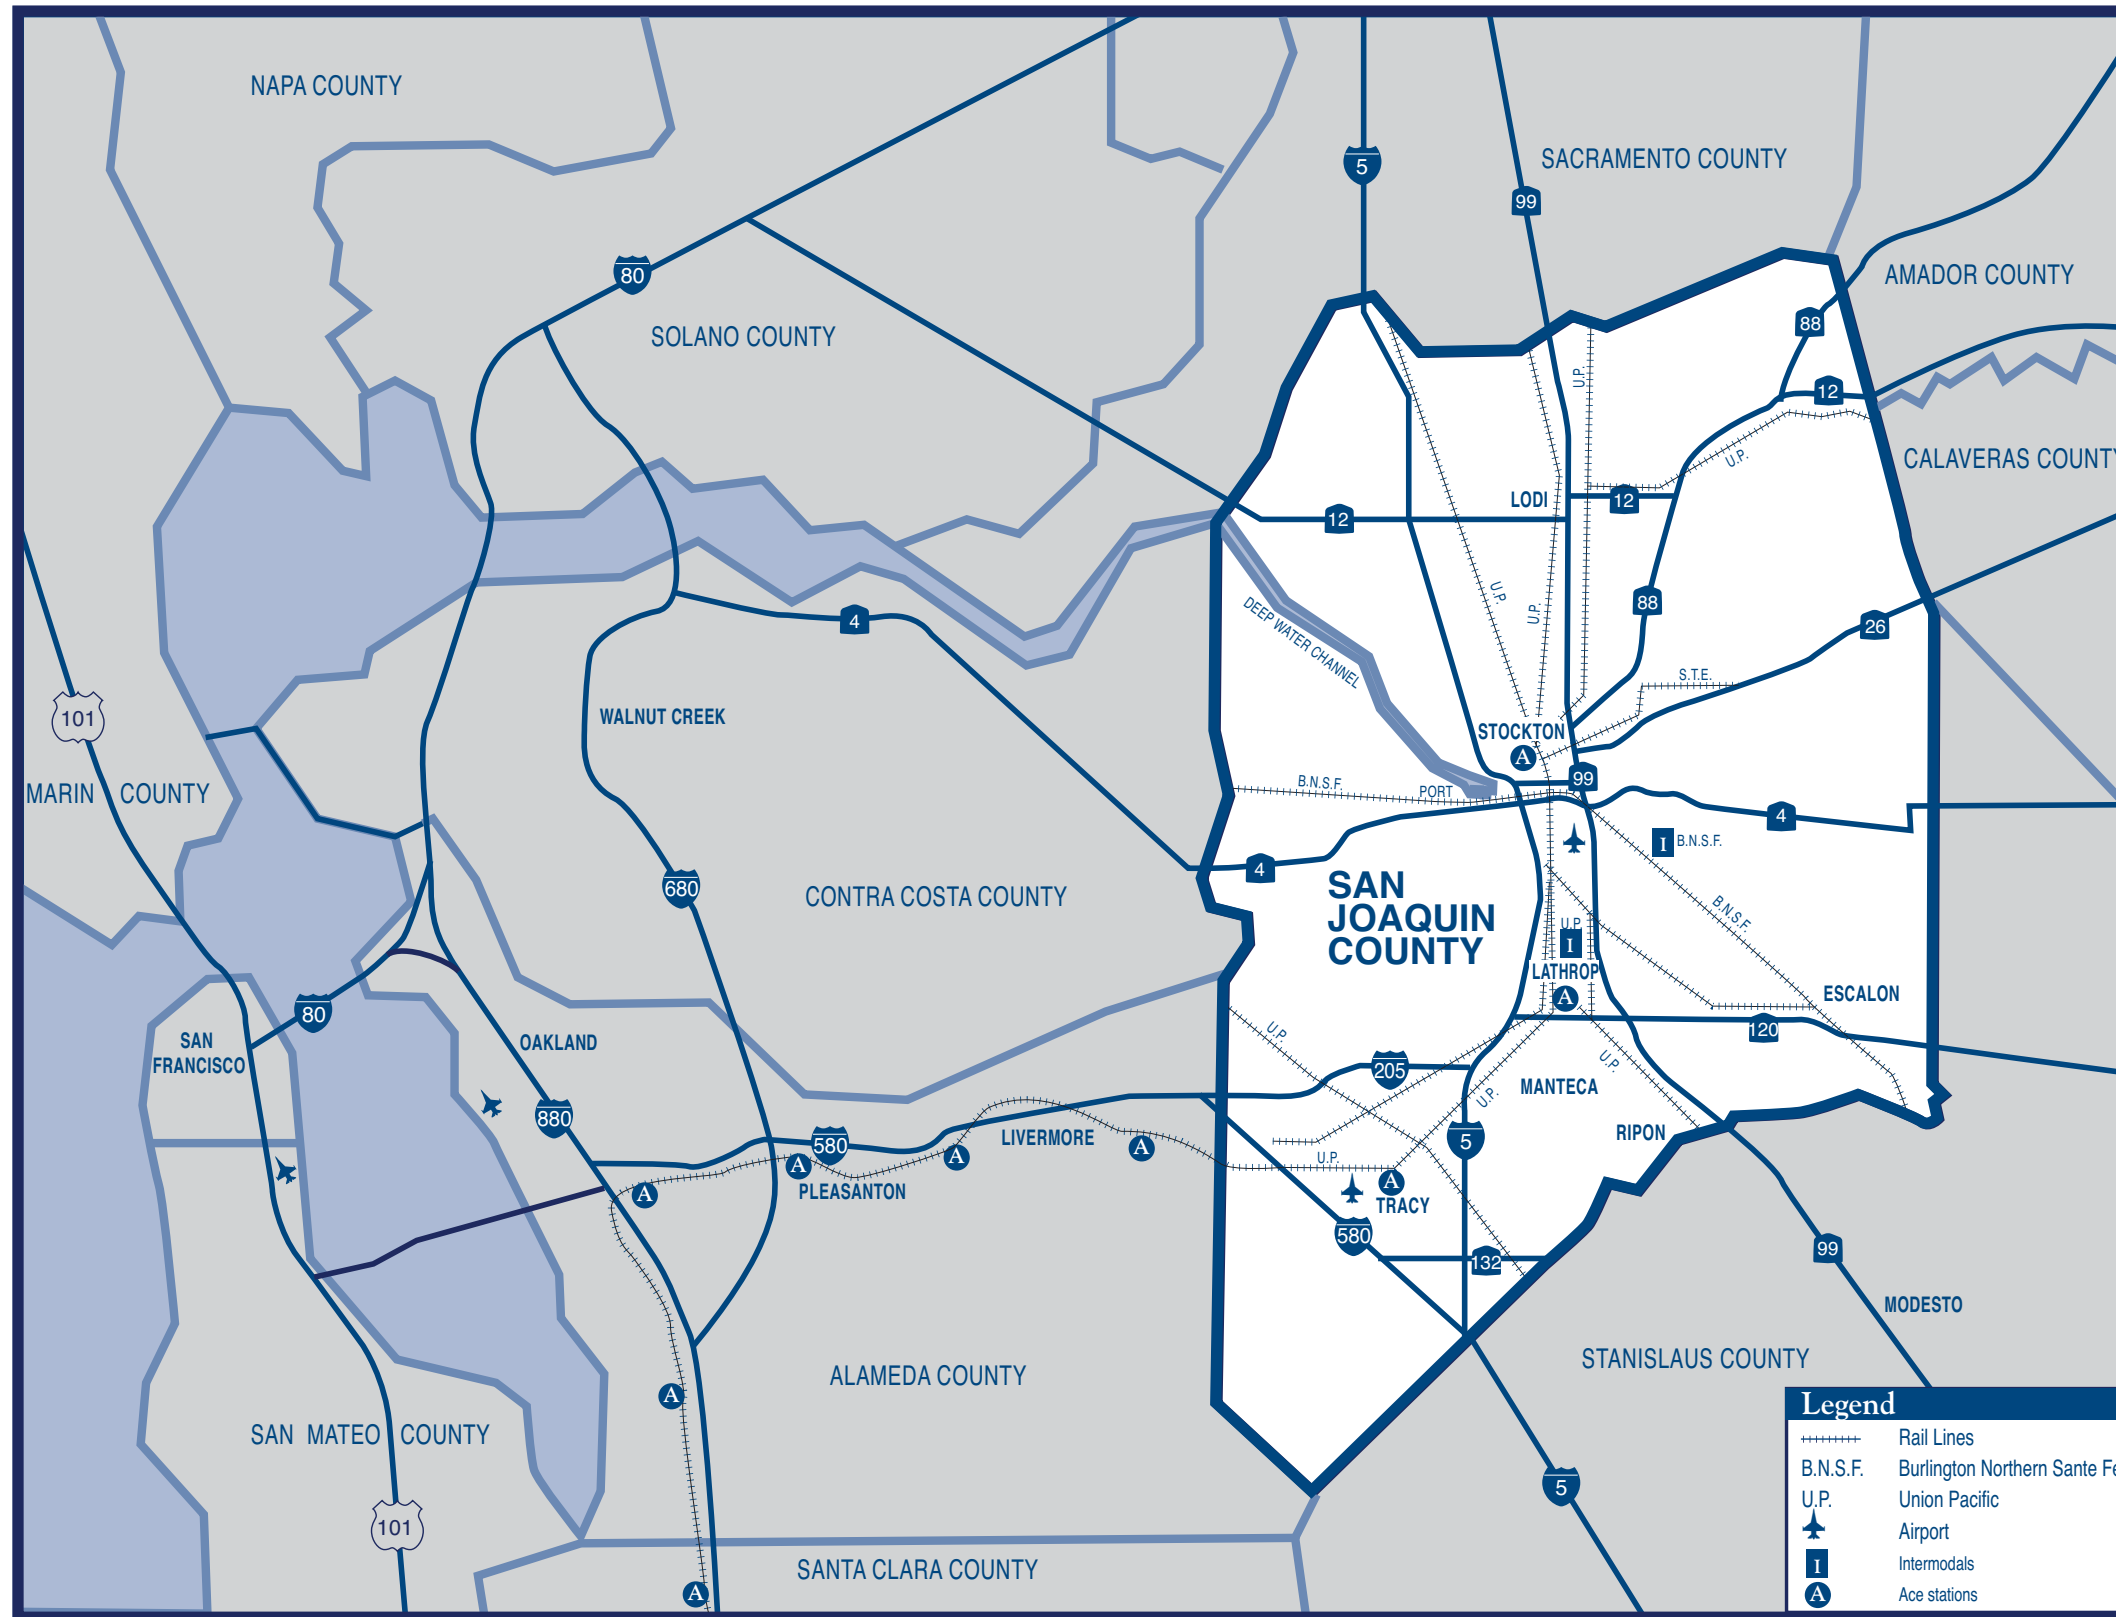 NAPA COUNTY
5
SACRAMENTO COUNTY
99
80
AMADOR COUNTY
SOLANO COUNTY
88
U.P.
12
U.P.
CALAVERAS COUNTY
LODI
12
12
U.P.
U.P.
88
DEEP WATER CHANNEL
4
26
S.T.E.
101
WALNUT CREEK
STOCKTON
A
99
MARIN COUNTY
B.N.S.F.
PORT
4
I
B.N.S.F.
4
680
SAN
JOAQUIN
COUNTY
CONTRA COSTA COUNTY
B.N.S.F.
U.P.
I
LATHROP
A
ESCALON
80
120
SAN
FRANCISCO
OAKLAND
U.P.
U.P.
205
MANTECA
U.P.
880
RIPON
580
LIVERMORE
5
A
A
A
A
U.P.
A
PLEASANTON
TRACY
580
132
99
MODESTO
STANISLAUS COUNTY
ALAMEDA COUNTY
A
SAN MATEO COUNTY
101
5
SANTA CLARA COUNTY
A
Legend
Rail Lines
B.N.S.F. Burlington Northern Sante Fe
U.P. Union Pacific
Airport
I Intermodals
A Ace stations